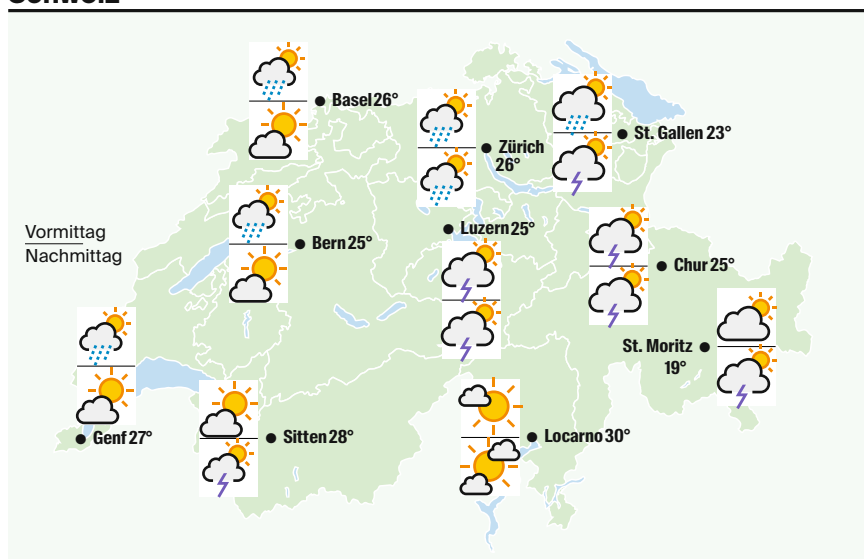 Schweiz
Basel 26°
Zürich
26°
St. Gallen 23°
Vormittag
Nachmittag
Bern 25°
Luzern 25°
Chur 25°
St. Moritz
19°
Genf 27°
Sitten 28°
Locarno 30°